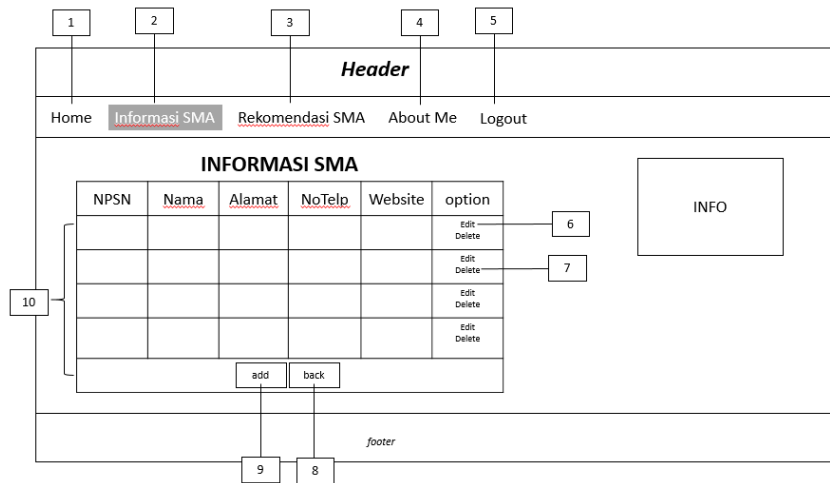 1 2 3 4 5
Header
Home Informasi SMA Rekomendasi SMA About Me Logout
INFORMASI SMA
NPSN Nama Alamat NoTelp Website option
INFO
Edit
Delete
6
Edit
Delete
7
10
Edit
Delete
Edit
Delete
add back
footer
9 8